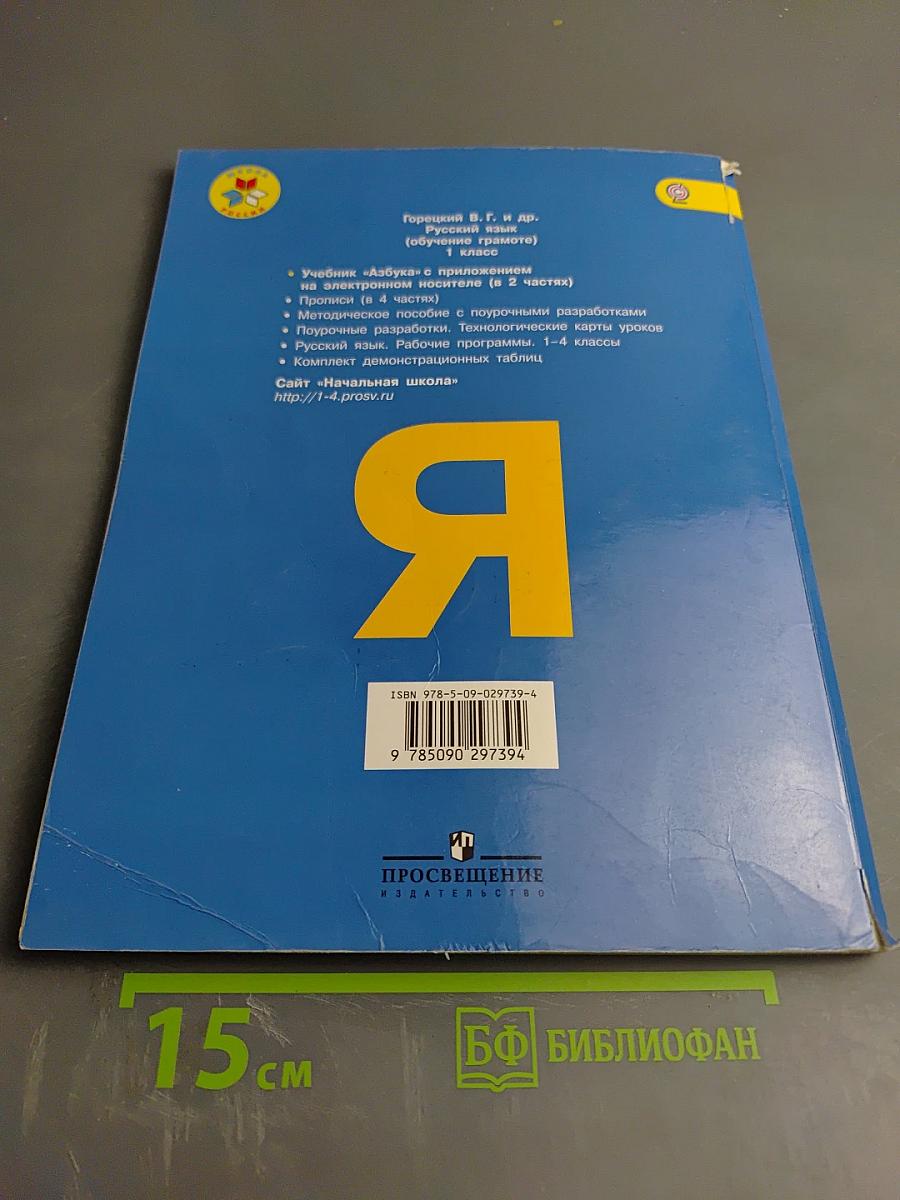 ШКОЛА
РОССИИ
Горецкий В. Г. и др.
Русский язык
(обучение грамоте)
1 класс
• Учебник «Азбука» с приложением
на электронном носителе (в 2 частях)
• Прописи (в 4 частях)
• Методическое пособие с поурочными разработками
• Поурочные разработки. Технологические карты уроков
• Русский язык. Рабочие программы. 1–4 классы
• Комплект демонстрационных таблиц
Сайт «Начальная школа»
http://1-4.prosv.ru
Я
ISBN 978-5-09-029739-4
9 785090 297394
ИП
ПРОСВЕЩЕНИЕ
ИЗДАТЕЛЬСТВО
15 см
БФ БИБЛИОФАН